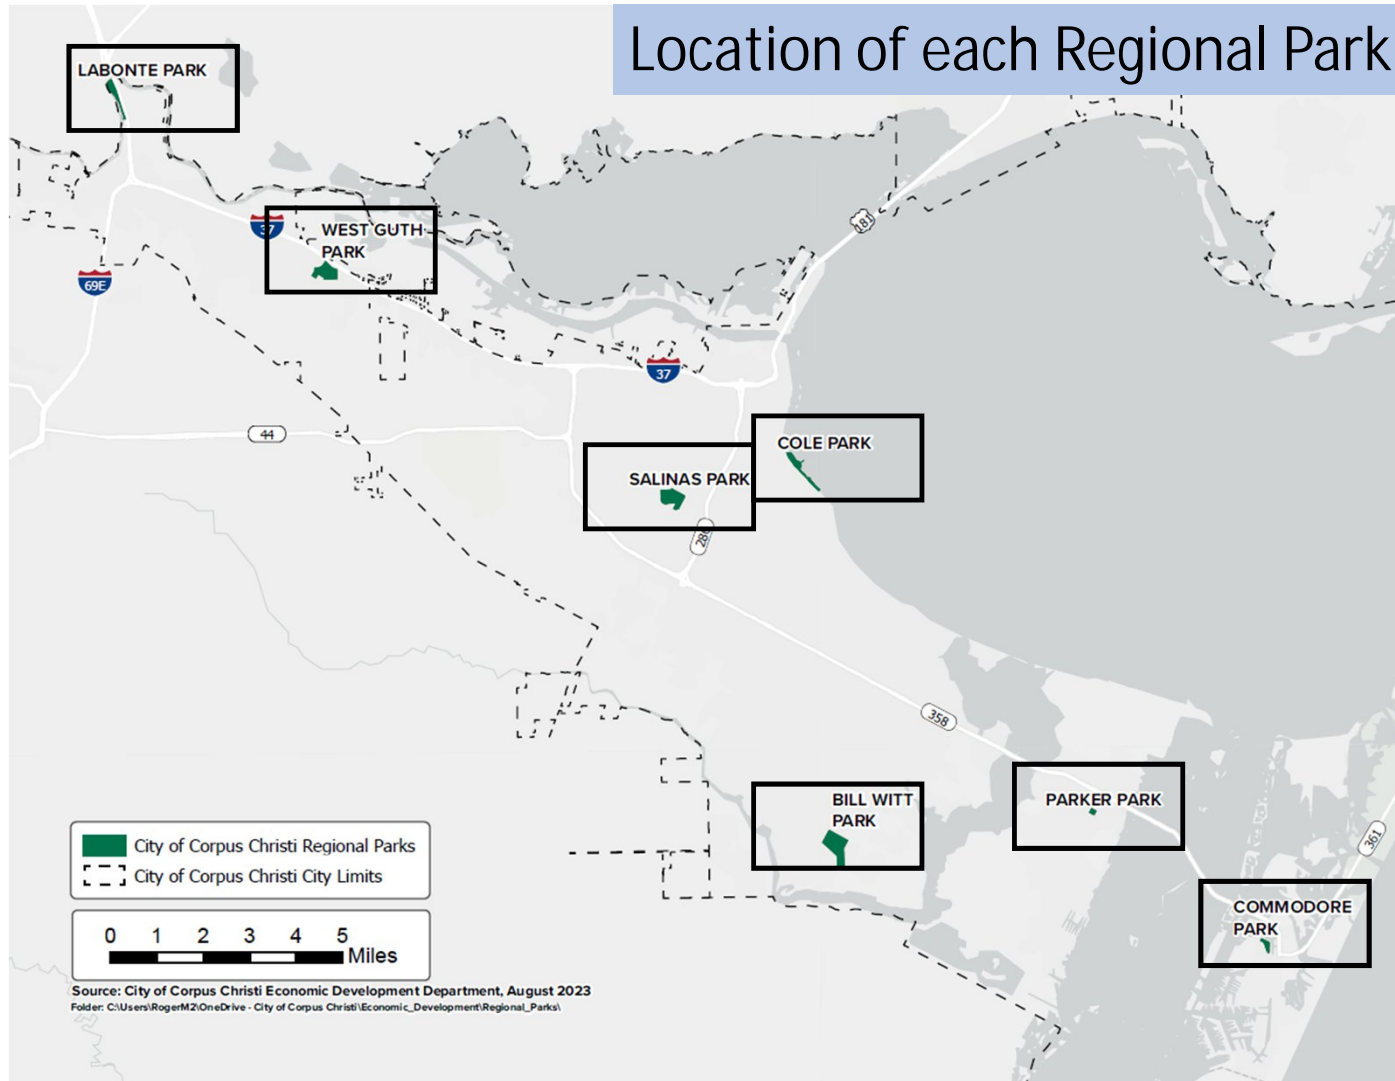 Location of each Regional Park
LABONTE PARK
181
37
WEST GUTH
PARK
69E
37
44
COLE PARK
SALINAS PARK
286
358
BILL WITT
PARK
PARKER PARK
361
COMMODORE
PARK
City of Corpus Christi Regional Parks
City of Corpus Christi City Limits
0 1 2 3 4 5
Miles
Source: City of Corpus Christi Economic Development Department, August 2023
Folder: C:\Users\RogerM2\OneDrive - City of Corpus Christi\Economic_Development\Regional_Parks\